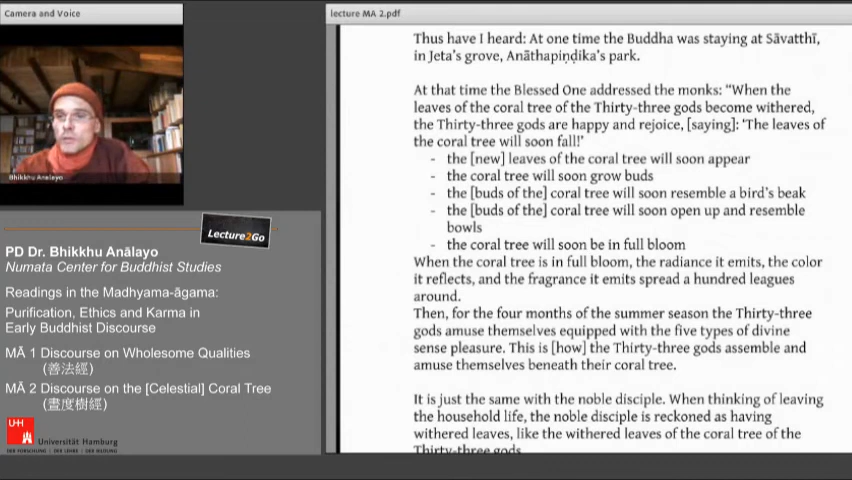 Camera and Voice
Bhikkhu Analayo
Lecture2Go
PD Dr. Bhikkhu Anālayo
Numata Center for Buddhist Studies
Readings in the Madhyama-āgama:
Purification, Ethics and Karma in
Early Buddhist Discourse
MĀ 1 Discourse on Wholesome Qualities
(善法經)
MĀ 2 Discourse on the [Celestial] Coral Tree
(晝度樹經)
UH
Universität Hamburg
DER FORSCHUNG | DER LEHRE | DER BILDUNG
lecture MA 2.pdf
Thus have I heard: At one time the Buddha was staying at Sāvatthī,
in Jeta's grove, Anāthapiṇḍika's park.
At that time the Blessed One addressed the monks: "When the
leaves of the coral tree of the Thirty-three gods become withered,
the Thirty-three gods are happy and rejoice, [saying]: 'The leaves of
the coral tree will soon fall!'
- the [new] leaves of the coral tree will soon appear
- the coral tree will soon grow buds
- the [buds of the] coral tree will soon resemble a bird's beak
- the [buds of the] coral tree will soon open up and resemble
bowls
- the coral tree will soon be in full bloom
When the coral tree is in full bloom, the radiance it emits, the color
it reflects, and the fragrance it emits spread a hundred leagues
around.
Then, for the four months of the summer season the Thirty-three
gods amuse themselves equipped with the five types of divine
sense pleasure. This is [how] the Thirty-three gods assemble and
amuse themselves beneath their coral tree.
It is just the same with the noble disciple. When thinking of leaving
the household life, the noble disciple is reckoned as having
withered leaves, like the withered leaves of the coral tree of the
Thirty-three gods